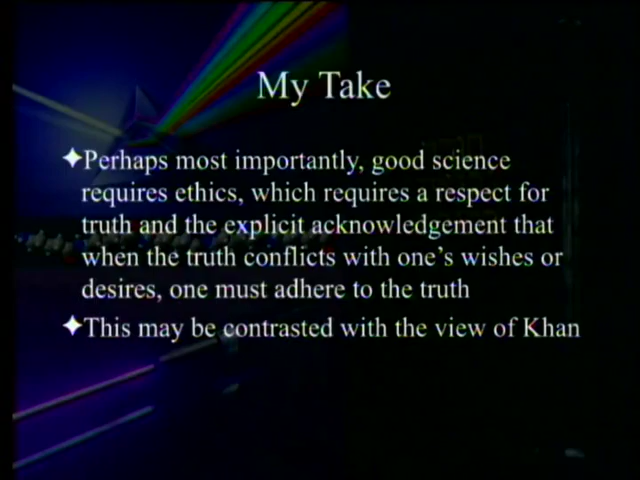 My Take
✦Perhaps most importantly, good science
requires ethics, which requires a respect for
truth and the explicit acknowledgement that
when the truth conflicts with one's wishes or
desires, one must adhere to the truth
✦This may be contrasted with the view of Khan